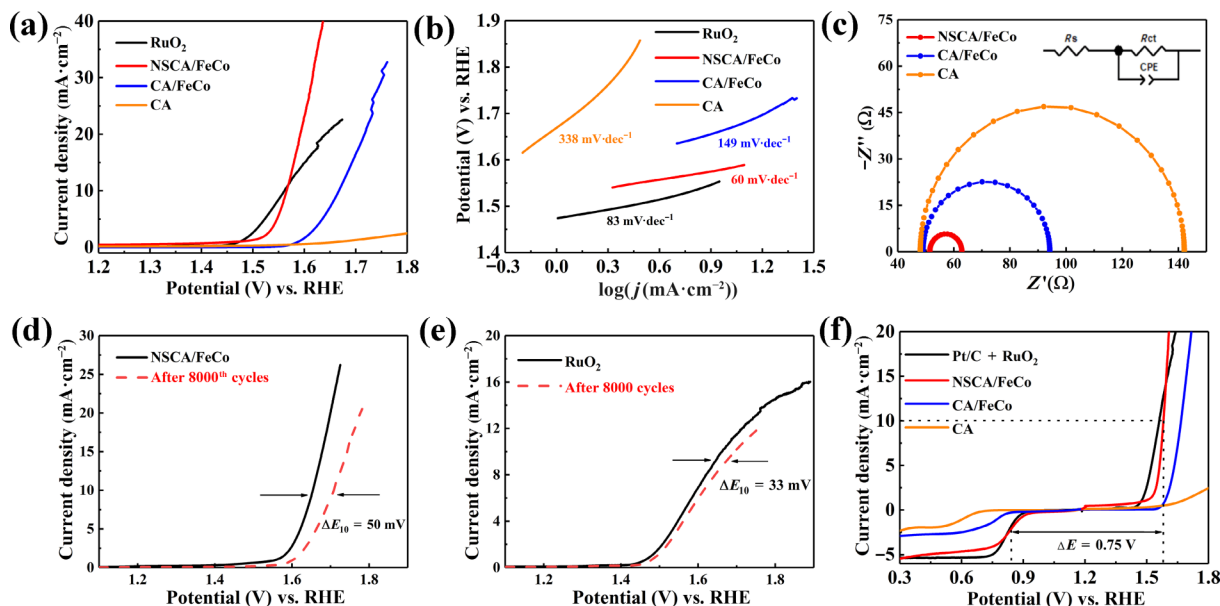 (a)
40
30
20
10
0
1.2 1.3 1.4 1.5 1.6 1.7 1.8
Current density (mA·cm⁻²)
Potential (V) vs. RHE
RuO₂
NSCA/FeCo
CA/FeCo
CA
(b)
1.9
1.8
1.7
1.6
1.5
1.4
−0.3 0.0 0.3 0.6 0.9 1.2 1.5
Potential (V) vs. RHE
log(j (mA·cm⁻²))
RuO₂
NSCA/FeCo
CA/FeCo
CA
338 mV·dec⁻¹
149 mV·dec⁻¹
60 mV·dec⁻¹
83 mV·dec⁻¹
(c)
-75
-60
-45
-30
-15
0
40 60 80 100 120 140
−Z'' (Ω)
Z'(Ω)
NSCA/FeCo
CA/FeCo
CA
Rs
Rct
CPE
(d)
30
25
20
15
10
5
0
1.2 1.4 1.6 1.8
Current density (mA·cm⁻²)
Potential (V) vs. RHE
NSCA/FeCo
After 8000ᵗʰ cycles
ΔE₁₀ = 50 mV
(e)
20
16
12
8
4
0
1.2 1.4 1.6 1.8
Current density (mA·cm⁻²)
Potential (V) vs. RHE
RuO₂
After 8000 cycles
ΔE₁₀ = 33 mV
(f)
20
15
10
5
0
−5
0.3 0.6 0.9 1.2 1.5 1.8
Current density (mA·cm⁻²)
Potential (V) vs. RHE
Pt/C + RuO₂
NSCA/FeCo
CA/FeCo
CA
ΔE = 0.75 V